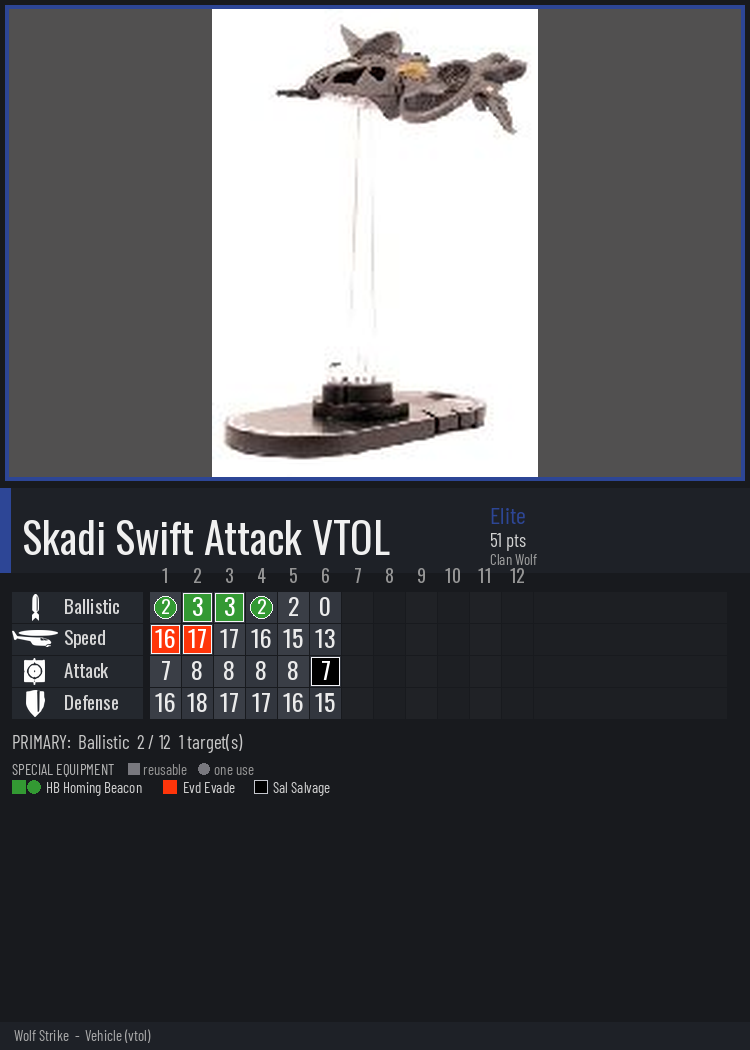 Skadi Swift Attack VTOL
Elite
51 pts
Clan Wolf
1 2 3 4 5 6 7 8 9 10 11 12
Ballistic 2 3 3 2 2 0
Speed 16 17 17 16 15 13
Attack 7 8 8 8 8 7
Defense 16 18 17 17 16 15
PRIMARY: Ballistic 2 / 12 1 target(s)
SPECIAL EQUIPMENT reusable one use
HB Homing Beacon Evd Evade Sal Salvage
Wolf Strike - Vehicle (vtol)